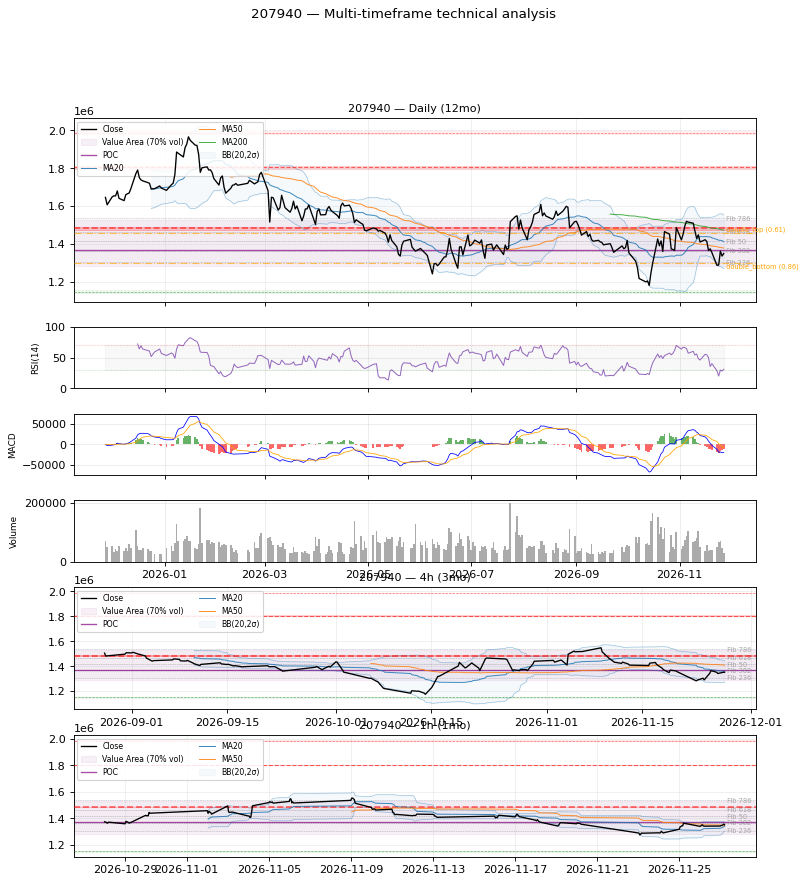 207940 — Multi-timeframe technical analysis
207940 — Daily (12mo)
1e6
Close
Value Area (70% vol)
POC
MA20
MA50
MA200
BB(20,2σ)
2.0
1.8
1.6
1.4
1.2
Fib 786
(0.61)
Fib 50
Fib 236
double_bottom (0.86)
RSI(14)
100
50
0
MACD
50000
0
−50000
Volume
200000
0
2026-01
2026-03
2026-05
2026-07
2026-09
2026-11
207940 — 4h (3mo)
1e6
Close
Value Area (70% vol)
POC
MA20
MA50
BB(20,2σ)
2.0
1.8
1.6
1.4
1.2
Fib 786
Fib 50
Fib 236
2026-09-01
2026-09-15
2026-10-01
2026-10-15
2026-11-01
2026-11-15
2026-12-01
207940 — 1h (1mo)
1e6
Close
Value Area (70% vol)
POC
MA20
MA50
BB(20,2σ)
2.0
1.8
1.6
1.4
1.2
Fib 786
Fib 618
Fib 50
Fib 236
2026-10-29
2026-11-01
2026-11-05
2026-11-09
2026-11-13
2026-11-17
2026-11-21
2026-11-25